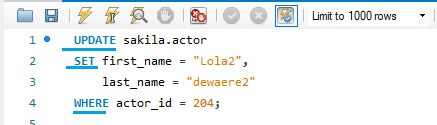 Limit to 1000 rows
1 UPDATE sakila.actor
2 SET first_name = "Lola2",
3 last_name = "dewaere2"
4 WHERE actor_id = 204;